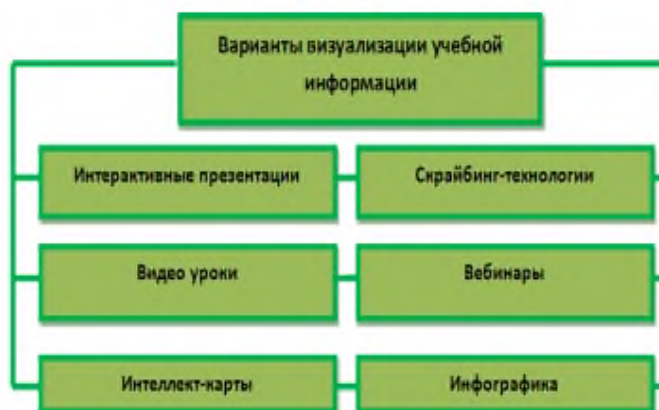 Варианты визуализации учебной
информации
Интерактивные презентации
Скрайбинг-технологии
Видео уроки
Вебинары
Интеллект-карты
Инфографика